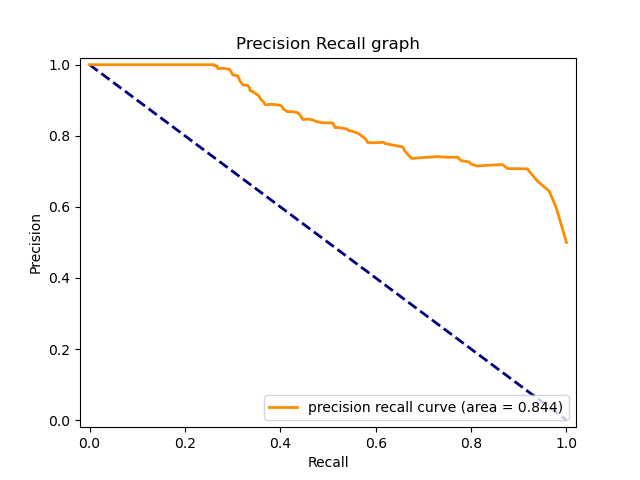 Precision Recall graph
1.0
0.8
0.6
0.4
0.2
0.0
Precision
precision recall curve (area = 0.844)
0.0 0.2 0.4 0.6 0.8 1.0
Recall